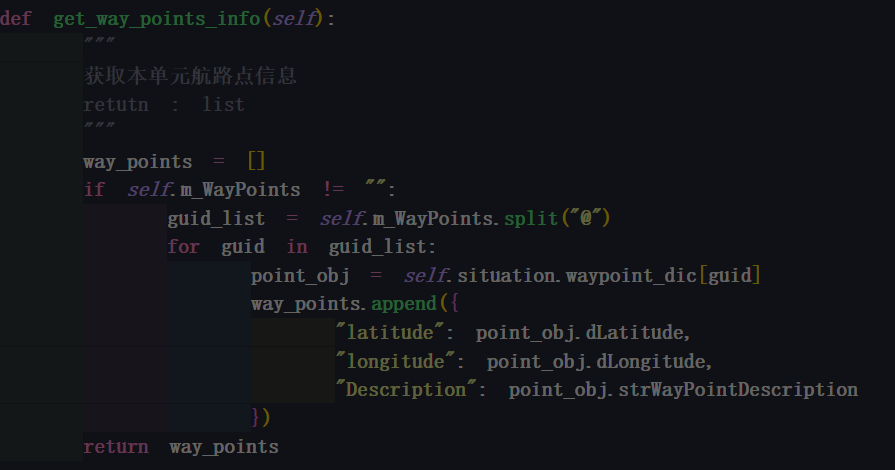 def get_way_points_info(self):
"""
获取本单元航路点信息
retutn : list
"""
way_points = []
if self.m_WayPoints != "":
guid_list = self.m_WayPoints.split("@")
for guid in guid_list:
point_obj = self.situation.waypoint_dic[guid]
way_points.append({
"latitude": point_obj.dLatitude,
"longitude": point_obj.dLongitude,
"Description": point_obj.strWayPointDescription
})
return way_points